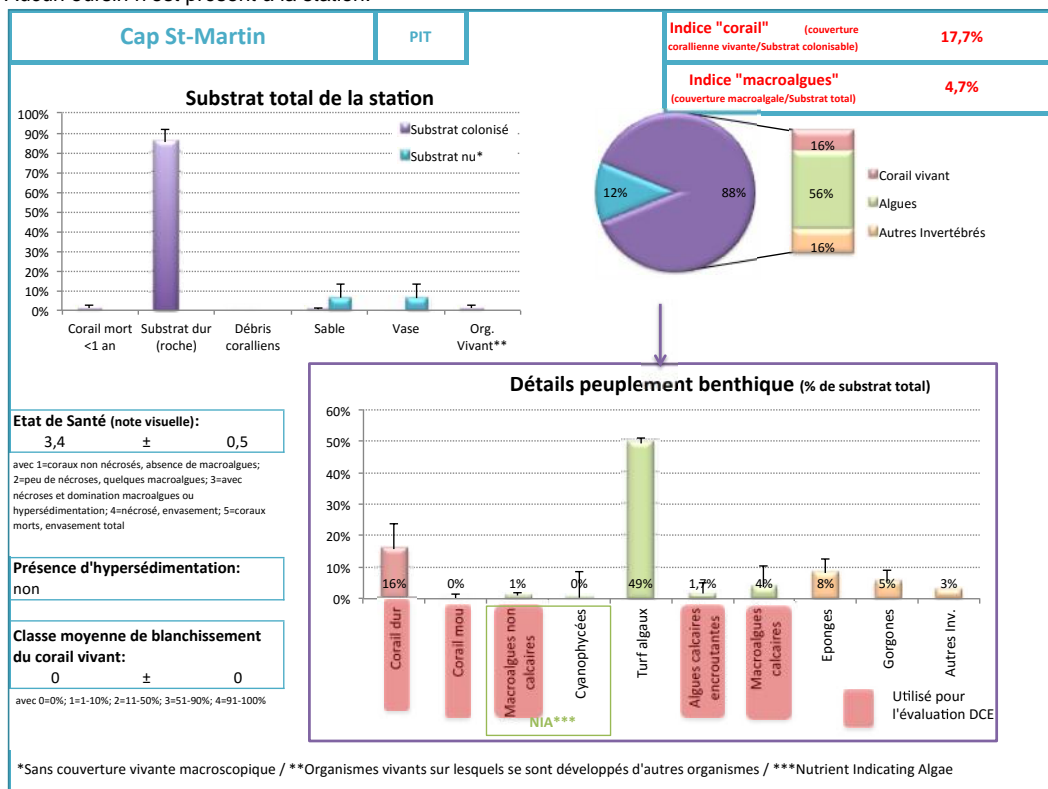 Aucun oursin n'est présent à la station.
Cap St-Martin
PIT
Indice "corail" (couverture
corallienne vivante/Substrat colonisable)
17,7%
Indice "macroalgues"
(couverture macroalgale/Substrat total)
4,7%
Substrat total de la station
100%
90%
80%
70%
60%
50%
40%
30%
20%
10%
0%
Substrat colonisé
Substrat nu*
Corail mort
<1 an
Substrat dur
(roche)
Débris
coralliens
Sable
Vase
Org.
Vivant**
12%
88%
16%
56%
16%
Corail vivant
Algues
Autres Invertébrés
Etat de Santé (note visuelle):
3,4 ± 0,5
avec 1=coraux non nécrosés, absence de macroalgues;
2=peu de nécroses, quelques macroalgues; 3=avec
nécroses et domination macroalgues ou
hypersédimentation; 4=nécrosé, envasement; 5=coraux
morts, envasement total
Présence d'hypersédimentation:
non
Classe moyenne de blanchissement
du corail vivant:
0 ± 0
avec 0=0%; 1=1-10%; 2=11-50%; 3=51-90%; 4=91-100%
Détails peuplement benthique (% de substrat total)
60%
50%
40%
30%
20%
10%
0%
16%
0%
1%
0%
49%
1,7%
4%
8%
5%
3%
Corail dur
Corail mou
Macroalgues non
calcaires
Cyanophycées
Turf algaux
Algues calcaires
encroutantes
Macroalgues
calcaires
Eponges
Gorgones
Autres Inv.
NIA***
Utilisé pour
l'évaluation DCE
*Sans couverture vivante macroscopique / **Organismes vivants sur lesquels se sont développés d'autres organismes / ***Nutrient Indicating Algae